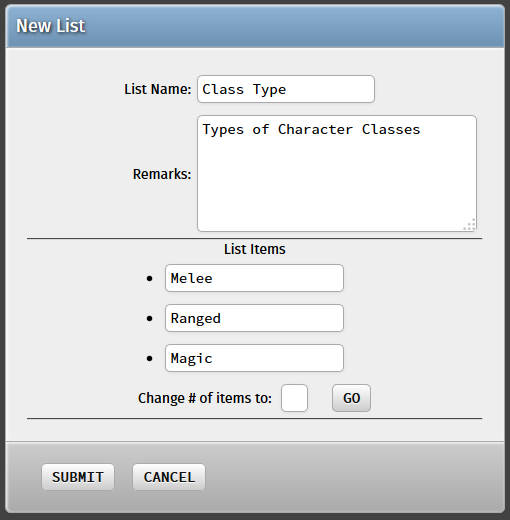 New List
List Name: Class Type
Remarks: Types of Character Classes
List Items
• Melee
• Ranged
• Magic
Change # of items to: GO
SUBMIT CANCEL